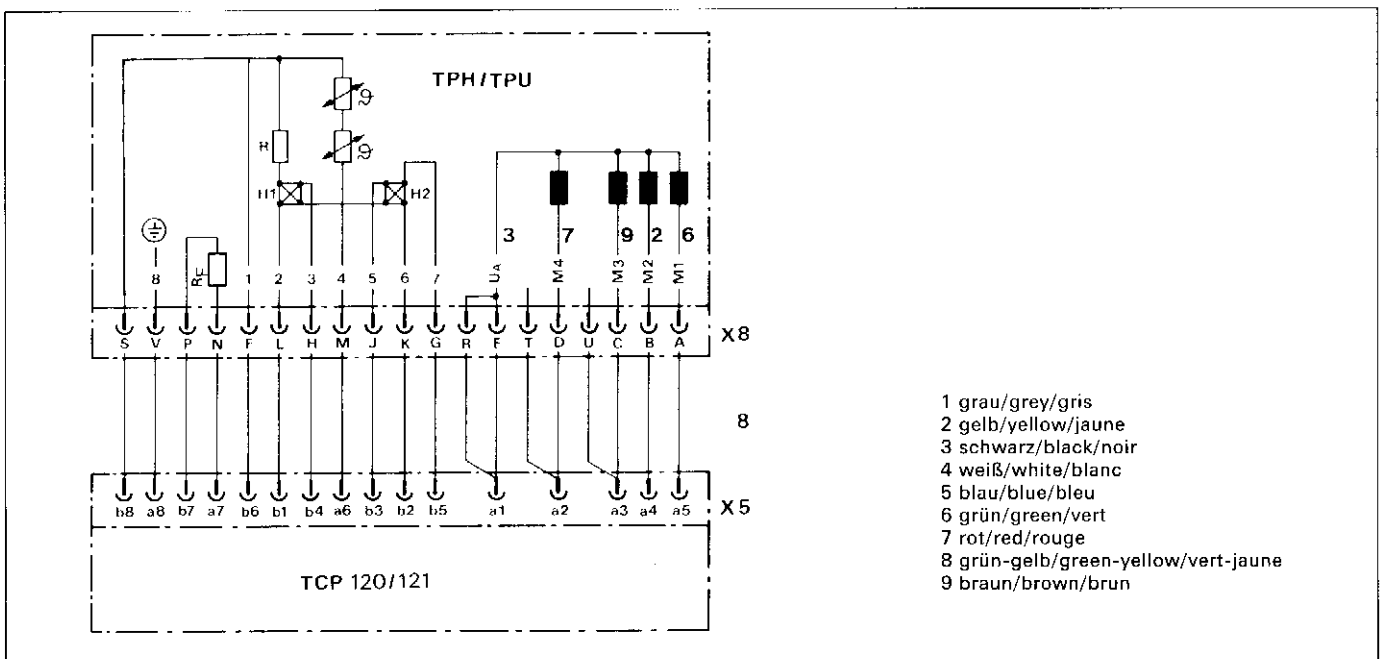 TPH/TPU
ϑ
ϑ
R
H1
H2
3 7 9 2 6
8 RF 1 2 3 4 5 6 7 UA M4 M3 M2 M1
S V P N F L H M J K G R E T D U C B A X8
8
b8 a8 b7 a7 b6 b1 b4 a6 b3 b2 b5 a1 a2 a3 a4 a5 X5
TCP 120/121
1 grau/grey/gris
2 gelb/yellow/jaune
3 schwarz/black/noir
4 weiß/white/blanc
5 blau/blue/bleu
6 grün/green/vert
7 rot/red/rouge
8 grün-gelb/green-yellow/vert-jaune
9 braun/brown/brun